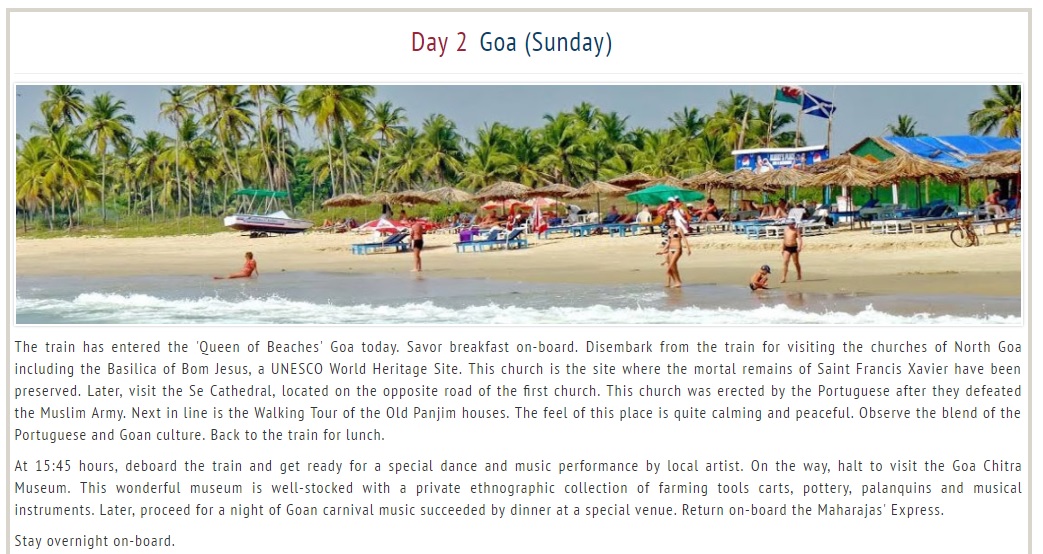 Day 2 Goa (Sunday)
The train has entered the 'Queen of Beaches' Goa today. Savor breakfast on-board. Disembark from the train for visiting the churches of North Goa
including the Basilica of Bom Jesus, a UNESCO World Heritage Site. This church is the site where the mortal remains of Saint Francis Xavier have been
preserved. Later, visit the Se Cathedral, located on the opposite road of the first church. This church was erected by the Portuguese after they defeated
the Muslim Army. Next in line is the Walking Tour of the Old Panjim houses. The feel of this place is quite calming and peaceful. Observe the blend of the
Portuguese and Goan culture. Back to the train for lunch.
At 15:45 hours, deboard the train and get ready for a special dance and music performance by local artist. On the way, halt to visit the Goa Chitra
Museum. This wonderful museum is well-stocked with a private ethnographic collection of farming tools carts, pottery, palanquins and musical
instruments. Later, proceed for a night of Goan carnival music succeeded by dinner at a special venue. Return on-board the Maharajas' Express.
Stay overnight on-board.